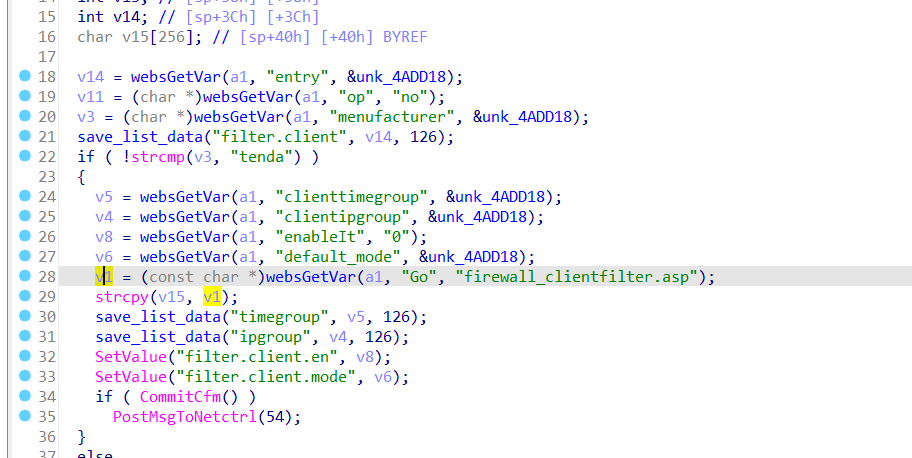 15 int v14; // [sp+3Ch] [+3Ch]
16 char v15[256]; // [sp+40h] [+40h] BYREF
17
18 v14 = websGetVar(a1, "entry", &unk_4ADD18);
19 v11 = (char *)websGetVar(a1, "op", "no");
20 v3 = (char *)websGetVar(a1, "menufacturer", &unk_4ADD18);
21 save_list_data("filter.client", v14, 126);
22 if ( !strcmp(v3, "tenda") )
23 {
24 v5 = websGetVar(a1, "clienttimegroup", &unk_4ADD18);
25 v4 = websGetVar(a1, "clientipgroup", &unk_4ADD18);
26 v8 = websGetVar(a1, "enableIt", "0");
27 v6 = websGetVar(a1, "default_mode", &unk_4ADD18);
28 v1 = (const char *)websGetVar(a1, "Go", "firewall_clientfilter.asp");
29 strcpy(v15, v1);
30 save_list_data("timegroup", v5, 126);
31 save_list_data("ipgroup", v4, 126);
32 SetValue("filter.client.en", v8);
33 SetValue("filter.client.mode", v6);
34 if ( CommitCfm() )
35 PostMsgToNetctrl(54);
36 }
37 else